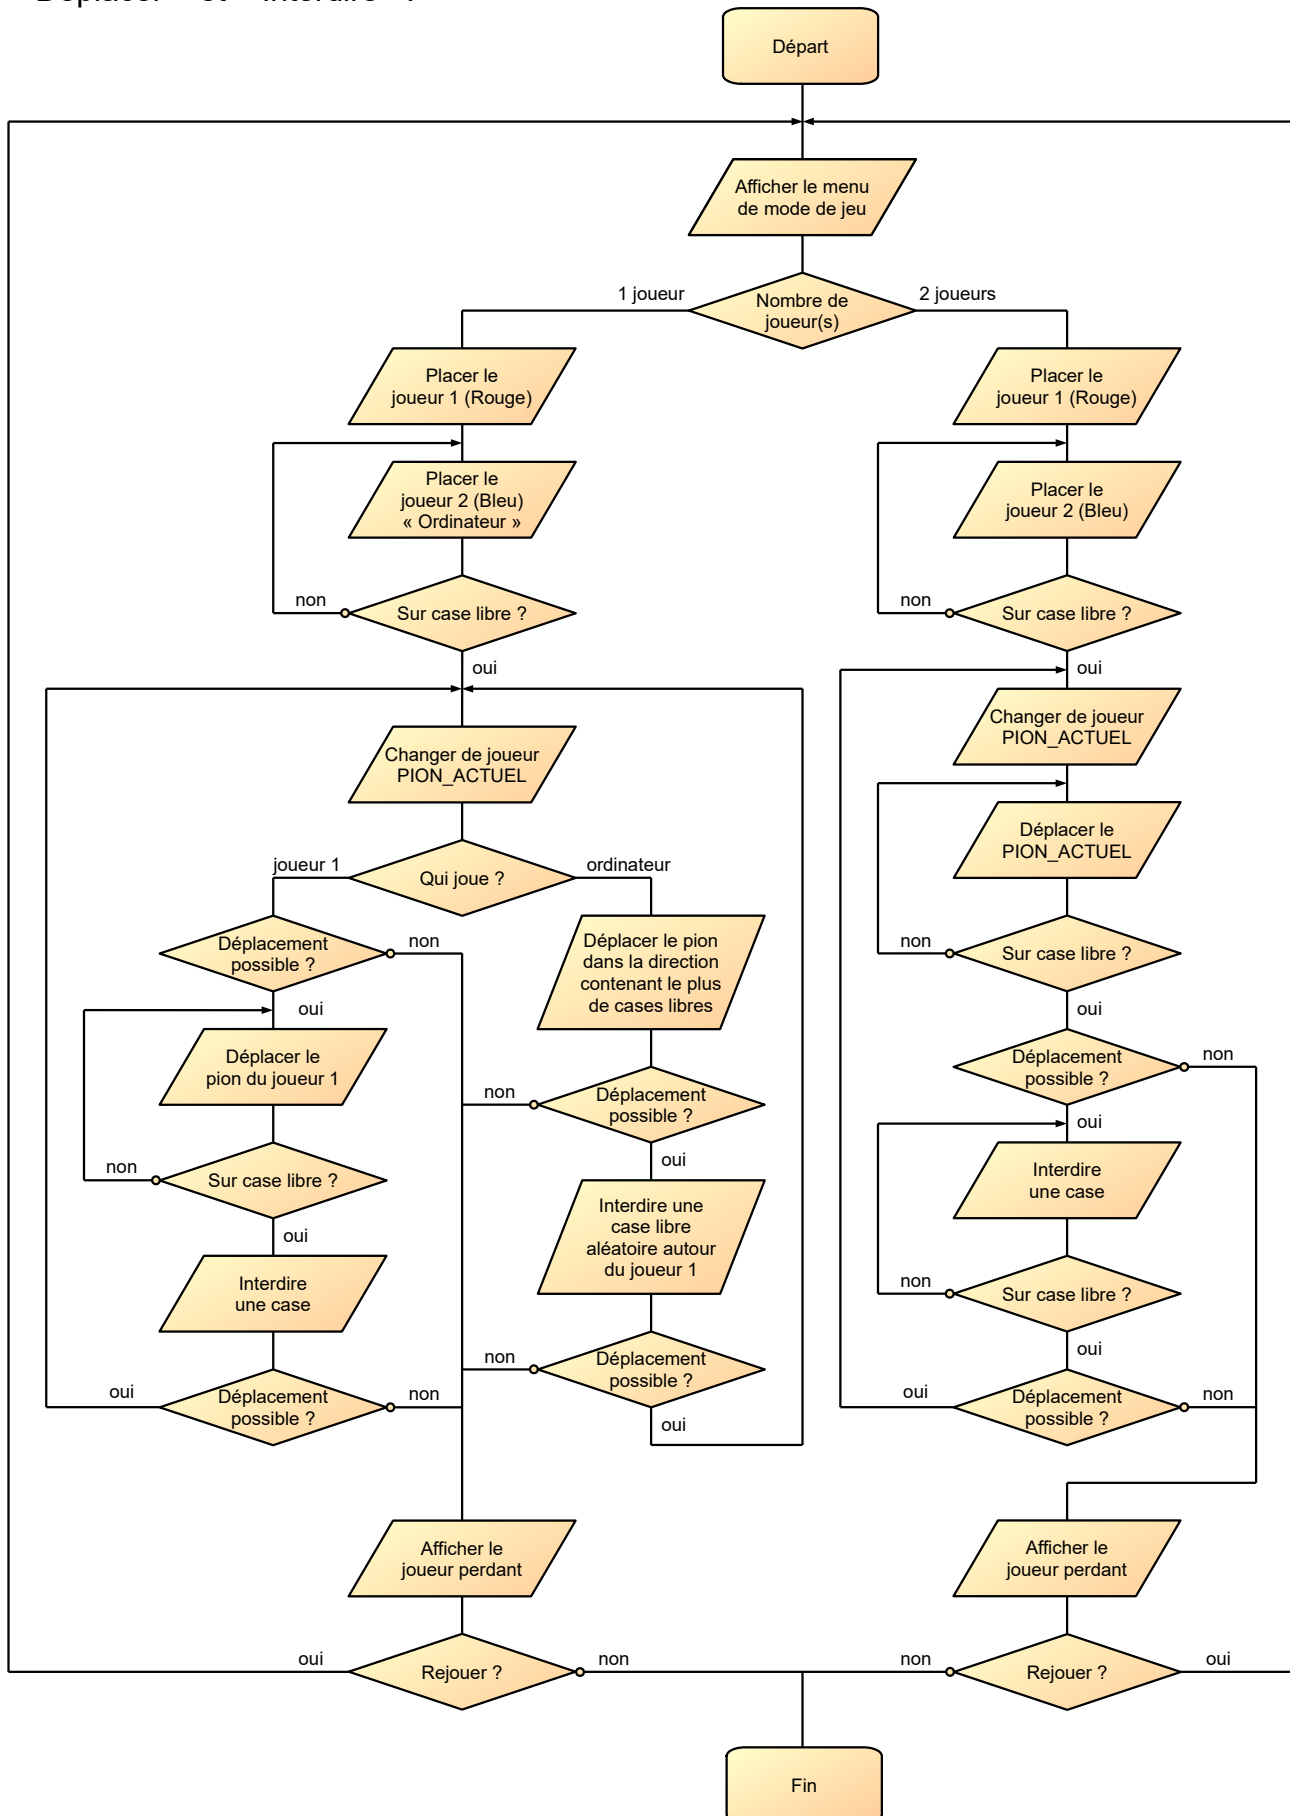 Départ
Afficher le menu
de mode de jeu
1 joueur
Nombre de
joueur(s)
2 joueurs
Placer le
joueur 1 (Rouge)
Placer le
joueur 2 (Bleu)
« Ordinateur »
non
Sur case libre ?
oui
Changer de joueur
PION_ACTUEL
joueur 1
Qui joue ?
ordinateur
Déplacement
possible ?
non
oui
Déplacer le
pion du joueur 1
non
Sur case libre ?
oui
Interdire
une case
oui
Déplacement
possible ?
non
Déplacer le pion
dans la direction
contenant le plus
de cases libres
non
Déplacement
possible ?
oui
Interdire une
case libre
aléatoire autour
du joueur 1
non
Déplacement
possible ?
oui
Afficher le
joueur perdant
oui
Rejouer ?
non
Placer le
joueur 1 (Rouge)
Placer le
joueur 2 (Bleu)
non
Sur case libre ?
oui
Changer de joueur
PION_ACTUEL
Déplacer le
PION_ACTUEL
non
Sur case libre ?
oui
Déplacement
possible ?
non
oui
Interdire
une case
non
Sur case libre ?
oui
oui
Déplacement
possible ?
non
Afficher le
joueur perdant
non
Rejouer ?
oui
Fin